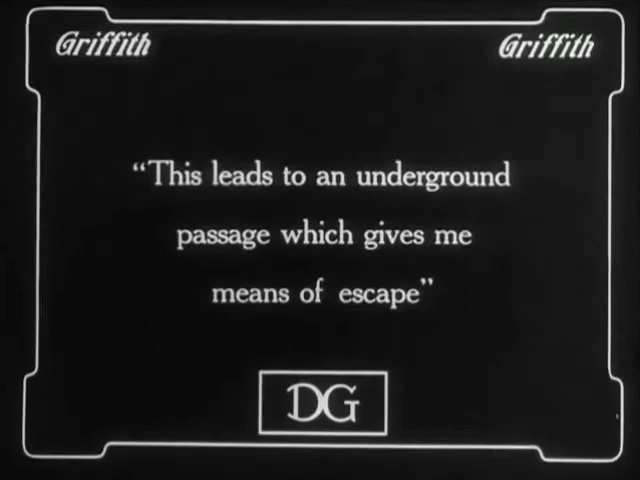 Griffith Griffith
“This leads to an underground
passage which gives me
means of escape”
DG